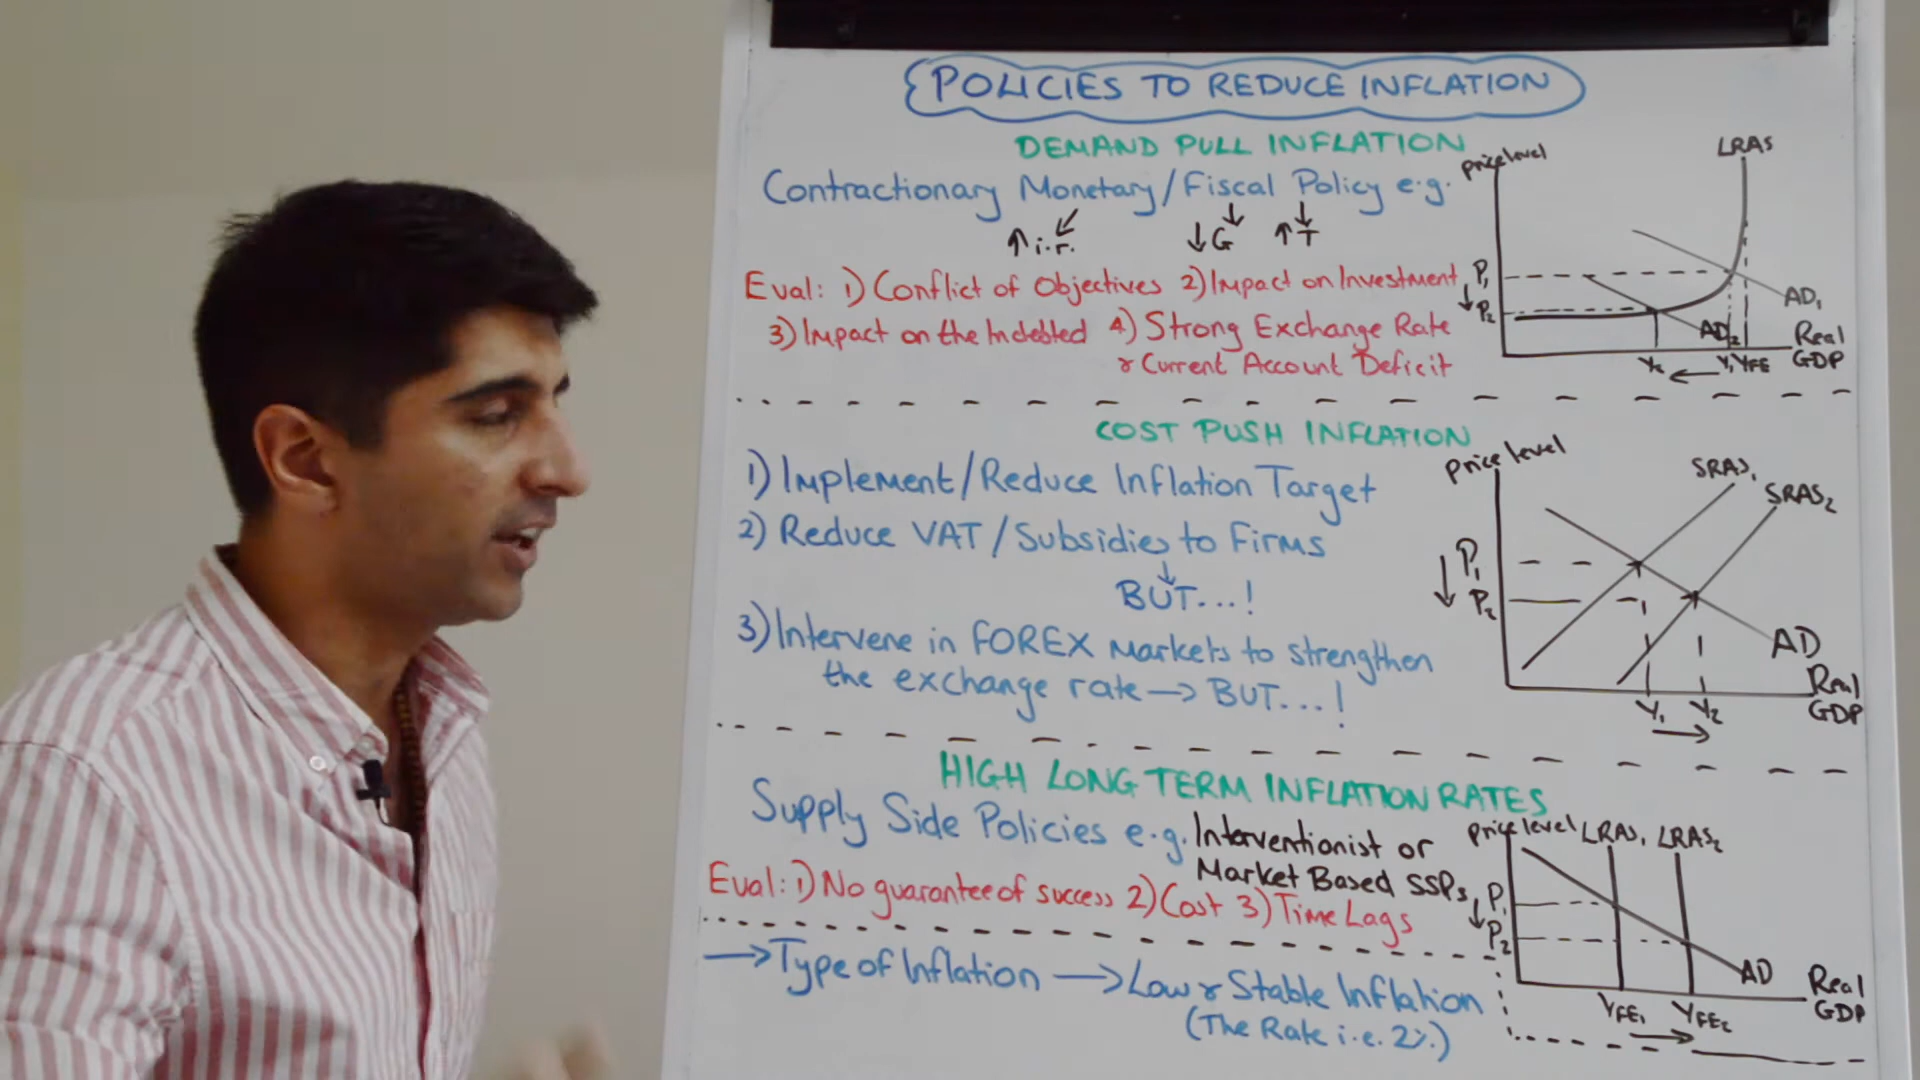 POLICIES TO REDUCE INFLATION
DEMAND PULL INFLATION
Contractionary Monetary/Fiscal Policy e.g.
↑ i.r. ↓G ↑T
Eval: 1) Conflict of Objectives 2) Impact on Investment
3) Impact on the Indebted 4) Strong Exchange Rate
& Current Account Deficit
Price level
LRAS
P1
↓ P2
AD1
AD2
Real
GDP
Y2 ← Y1 YFE
COST PUSH INFLATION
1) Implement/Reduce Inflation Target
2) Reduce VAT/Subsidies to Firms
↓
BUT...!
3) Intervene in FOREX Markets to strengthen
the exchange rate → BUT...!
Price level
SRAS1
SRAS2
↓ P1
P2
AD
Real
GDP
Y1 Y2
→
HIGH LONG TERM INFLATION RATES
Supply Side Policies e.g. Interventionist or
Market Based SSPs
Eval: 1) No guarantee of success 2) Cost 3) Time Lags
Price level LRAS1 LRAS2
↓ P1
P2
AD
Real
GDP
YFE1 → YFE2
→ Type of Inflation → Low & Stable Inflation
(The Rate i.e. 2%)